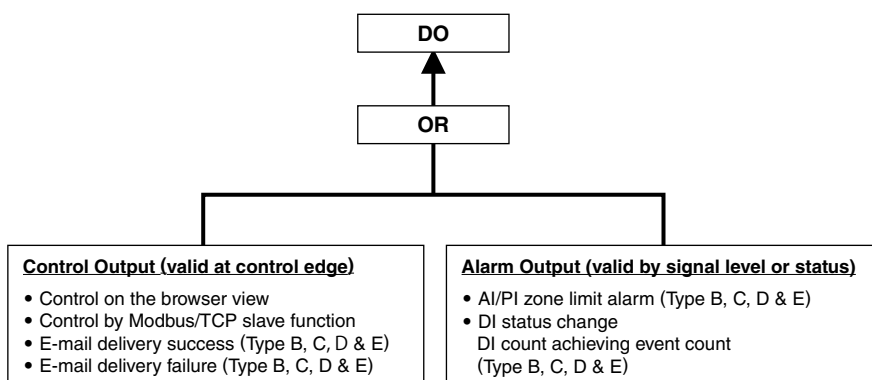 DO
OR
Control Output (valid at control edge)
• Control on the browser view
• Control by Modbus/TCP slave function
• E-mail delivery success (Type B, C, D & E)
• E-mail delivery failure (Type B, C, D & E)
Alarm Output (valid by signal level or status)
• AI/PI zone limit alarm (Type B, C, D & E)
• DI status change
DI count achieving event count
(Type B, C, D & E)